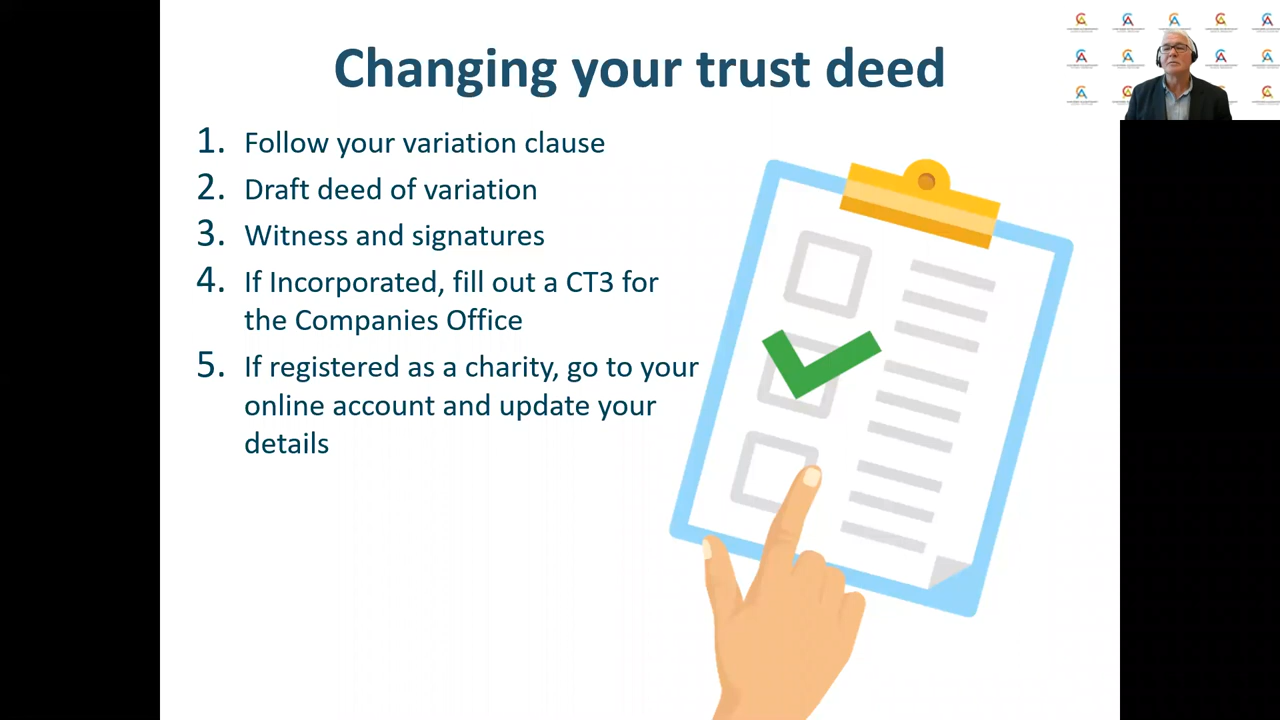 Changing your trust deed
1. Follow your variation clause
2. Draft deed of variation
3. Witness and signatures
4. If Incorporated, fill out a CT3 for
the Companies Office
5. If registered as a charity, go to your
online account and update your
details